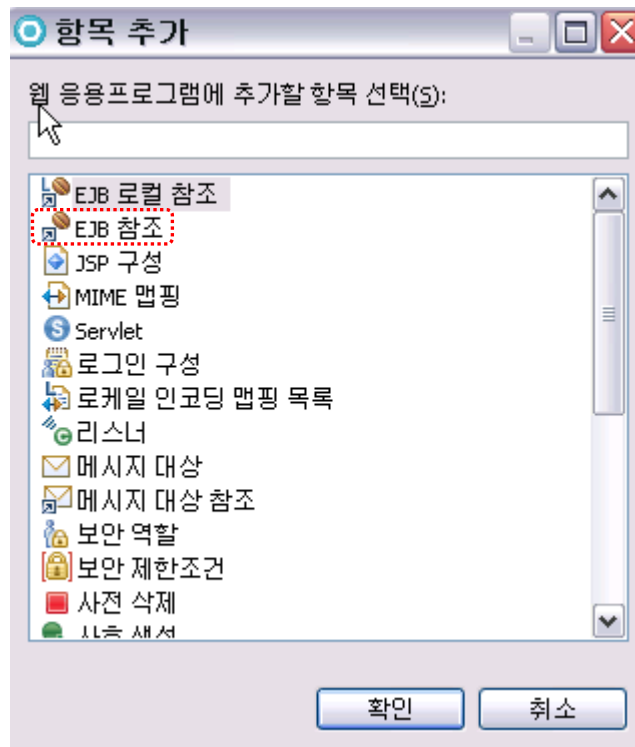 항목 추가
웹 응용프로그램에 추가할 항목 선택(S):
EJB 로컬 참조
EJB 참조
JSP 구성
MIME 맵핑
Servlet
로그인 구성
로케일 인코딩 맵핑 목록
리스너
메시지 대상
메시지 대상 참조
보안 역할
보안 제한조건
사전 삭제
확인 취소